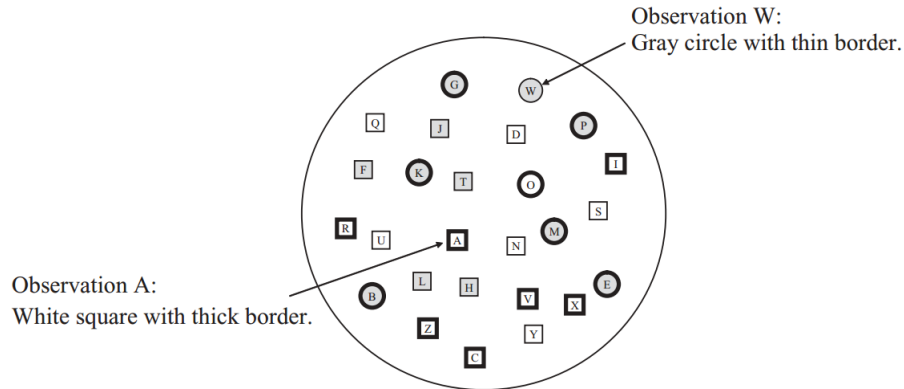 Observation W:
Gray circle with thin border.
G
W
Q
J
D
P
F
K
T
O
I
S
R
U
A
N
M
Observation A:
White square with thick border.
B
L
H
V
X
E
Z
Y
C